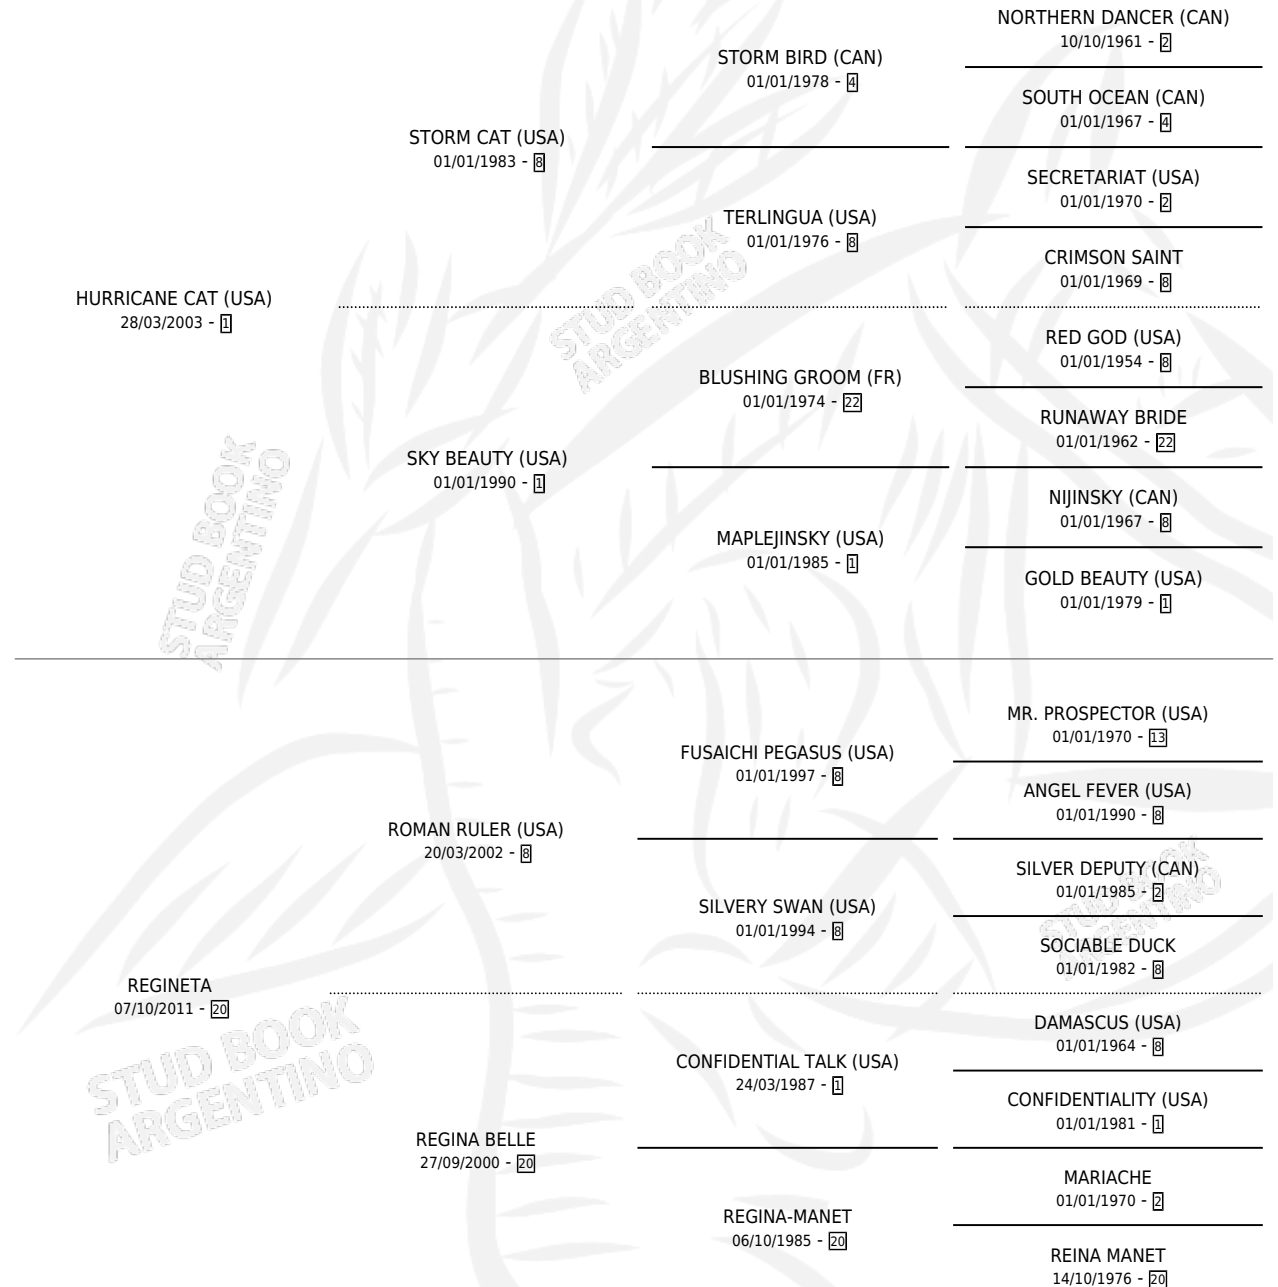 NORTHERN DANCER (CAN)
10/10/1961 - 2
STORM BIRD (CAN)
01/01/1978 - 4
SOUTH OCEAN (CAN)
01/01/1967 - 4
STORM CAT (USA)
01/01/1983 - 8
SECRETARIAT (USA)
01/01/1970 - 2
TERLINGUA (USA)
01/01/1976 - 8
CRIMSON SAINT
01/01/1969 - 8
HURRICANE CAT (USA)
28/03/2003 - 1
RED GOD (USA)
01/01/1954 - 8
BLUSHING GROOM (FR)
01/01/1974 - 22
RUNAWAY BRIDE
01/01/1962 - 22
SKY BEAUTY (USA)
01/01/1990 - 1
NIJINSKY (CAN)
01/01/1967 - 8
MAPLEJINSKY (USA)
01/01/1985 - 1
GOLD BEAUTY (USA)
01/01/1979 - 1
STUD BOOK
ARGENTINO
STUD BOOK
ARGENTINO
MR. PROSPECTOR (USA)
01/01/1970 - 13
FUSAICHI PEGASUS (USA)
01/01/1997 - 8
ANGEL FEVER (USA)
01/01/1990 - 8
ROMAN RULER (USA)
20/03/2002 - 8
SILVER DEPUTY (CAN)
01/01/1985 - 2
SILVERY SWAN (USA)
01/01/1994 - 8
SOCIABLE DUCK
01/01/1982 - 8
REGINETA
07/10/2011 - 20
DAMASCUS (USA)
01/01/1964 - 8
CONFIDENTIAL TALK (USA)
24/03/1987 - 1
CONFIDENTIALITY (USA)
01/01/1981 - 1
REGINA BELLE
27/09/2000 - 20
MARIACHE
01/01/1970 - 2
REGINA-MANET
06/10/1985 - 20
REINA MANET
14/10/1976 - 20
STUD BOOK
ARGENTINO
STUD BOOK
ARGENTINO